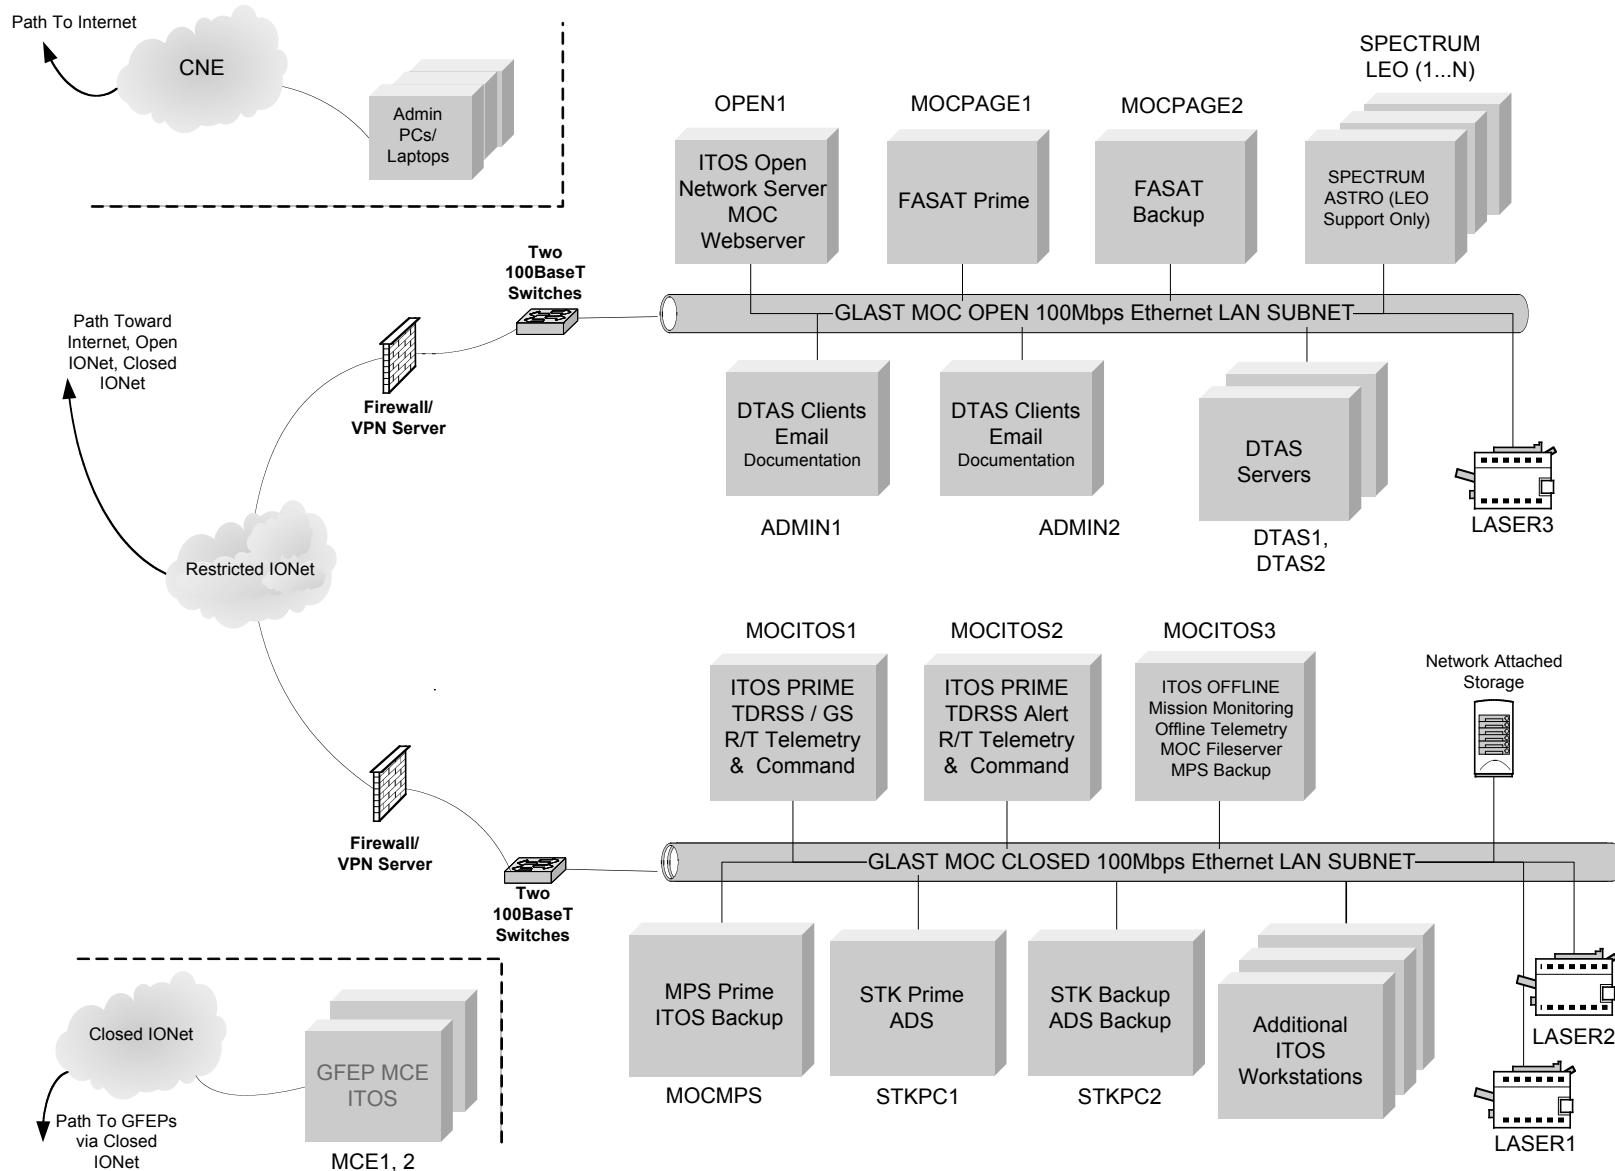 Path To Internet
CNE
Admin
PCs/
Laptops
SPECTRUM
LEO (1...N)
OPEN1
MOCPAGE1
MOCPAGE2
ITOS Open
Network Server
MOC
Webserver
FASAT Prime
FASAT
Backup
SPECTRUM
ASTRO (LEO
Support Only)
Two
100BaseT
Switches
GLAST MOC OPEN 100Mbps Ethernet LAN SUBNET
Path Toward
Internet, Open
IONet, Closed
IONet
Firewall/
VPN Server
DTAS Clients
Email
Documentation
DTAS Clients
Email
Documentation
DTAS
Servers
ADMIN1
ADMIN2
DTAS1,
DTAS2
LASER3
Restricted IONet
MOCITOS1
MOCITOS2
MOCITOS3
Network Attached
Storage
ITOS PRIME
TDRSS / GS
R/T Telemetry
& Command
ITOS PRIME
TDRSS Alert
R/T Telemetry
& Command
ITOS OFFLINE
Mission Monitoring
Offline Telemetry
MOC Fileserver
MPS Backup
Firewall/
VPN Server
GLAST MOC CLOSED 100Mbps Ethernet LAN SUBNET
Two
100BaseT
Switches
MPS Prime
ITOS Backup
STK Prime
ADS
STK Backup
ADS Backup
Additional
ITOS
Workstations
MOCMPS
STKPC1
STKPC2
LASER2
LASER1
Closed IONet
GFEP MCE
ITOS
Path To GFEPs
via Closed
IONet
MCE1, 2